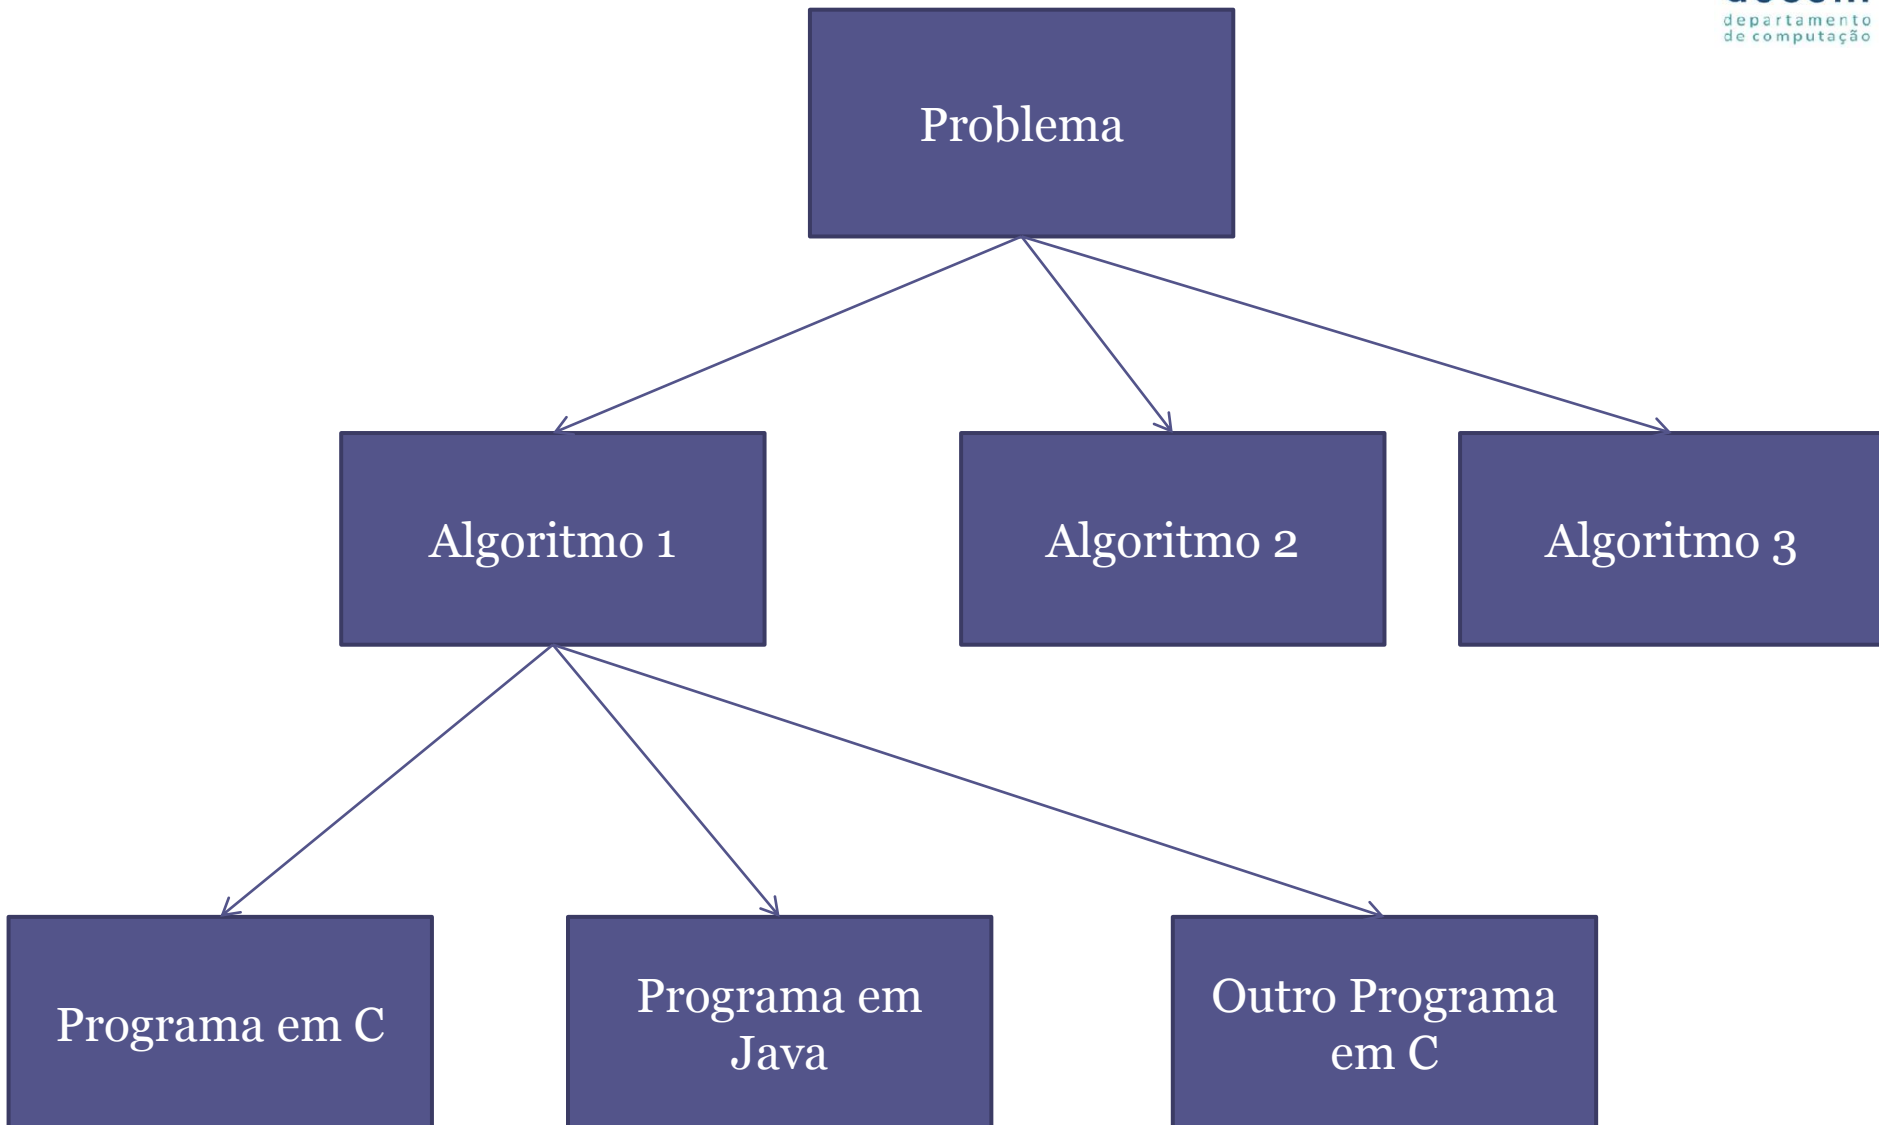 departamento
de computação
Problema
Algoritmo 1
Algoritmo 2
Algoritmo 3
Programa em C
Programa em
Java
Outro Programa
em C